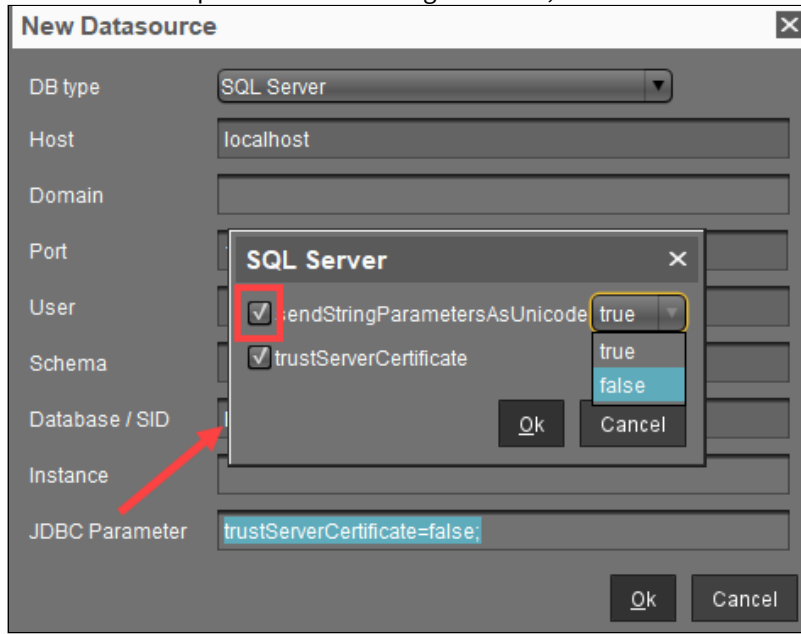 New Datasource
DB type SQL Server
Host localhost
Domain
Port
SQL Server
User
sendStringParametersAsUnicode true
true
Schema
trustServerCertificate
false
Database / SID
Ok Cancel
Instance
JDBC Parameter trustServerCertificate=false;
Ok Cancel